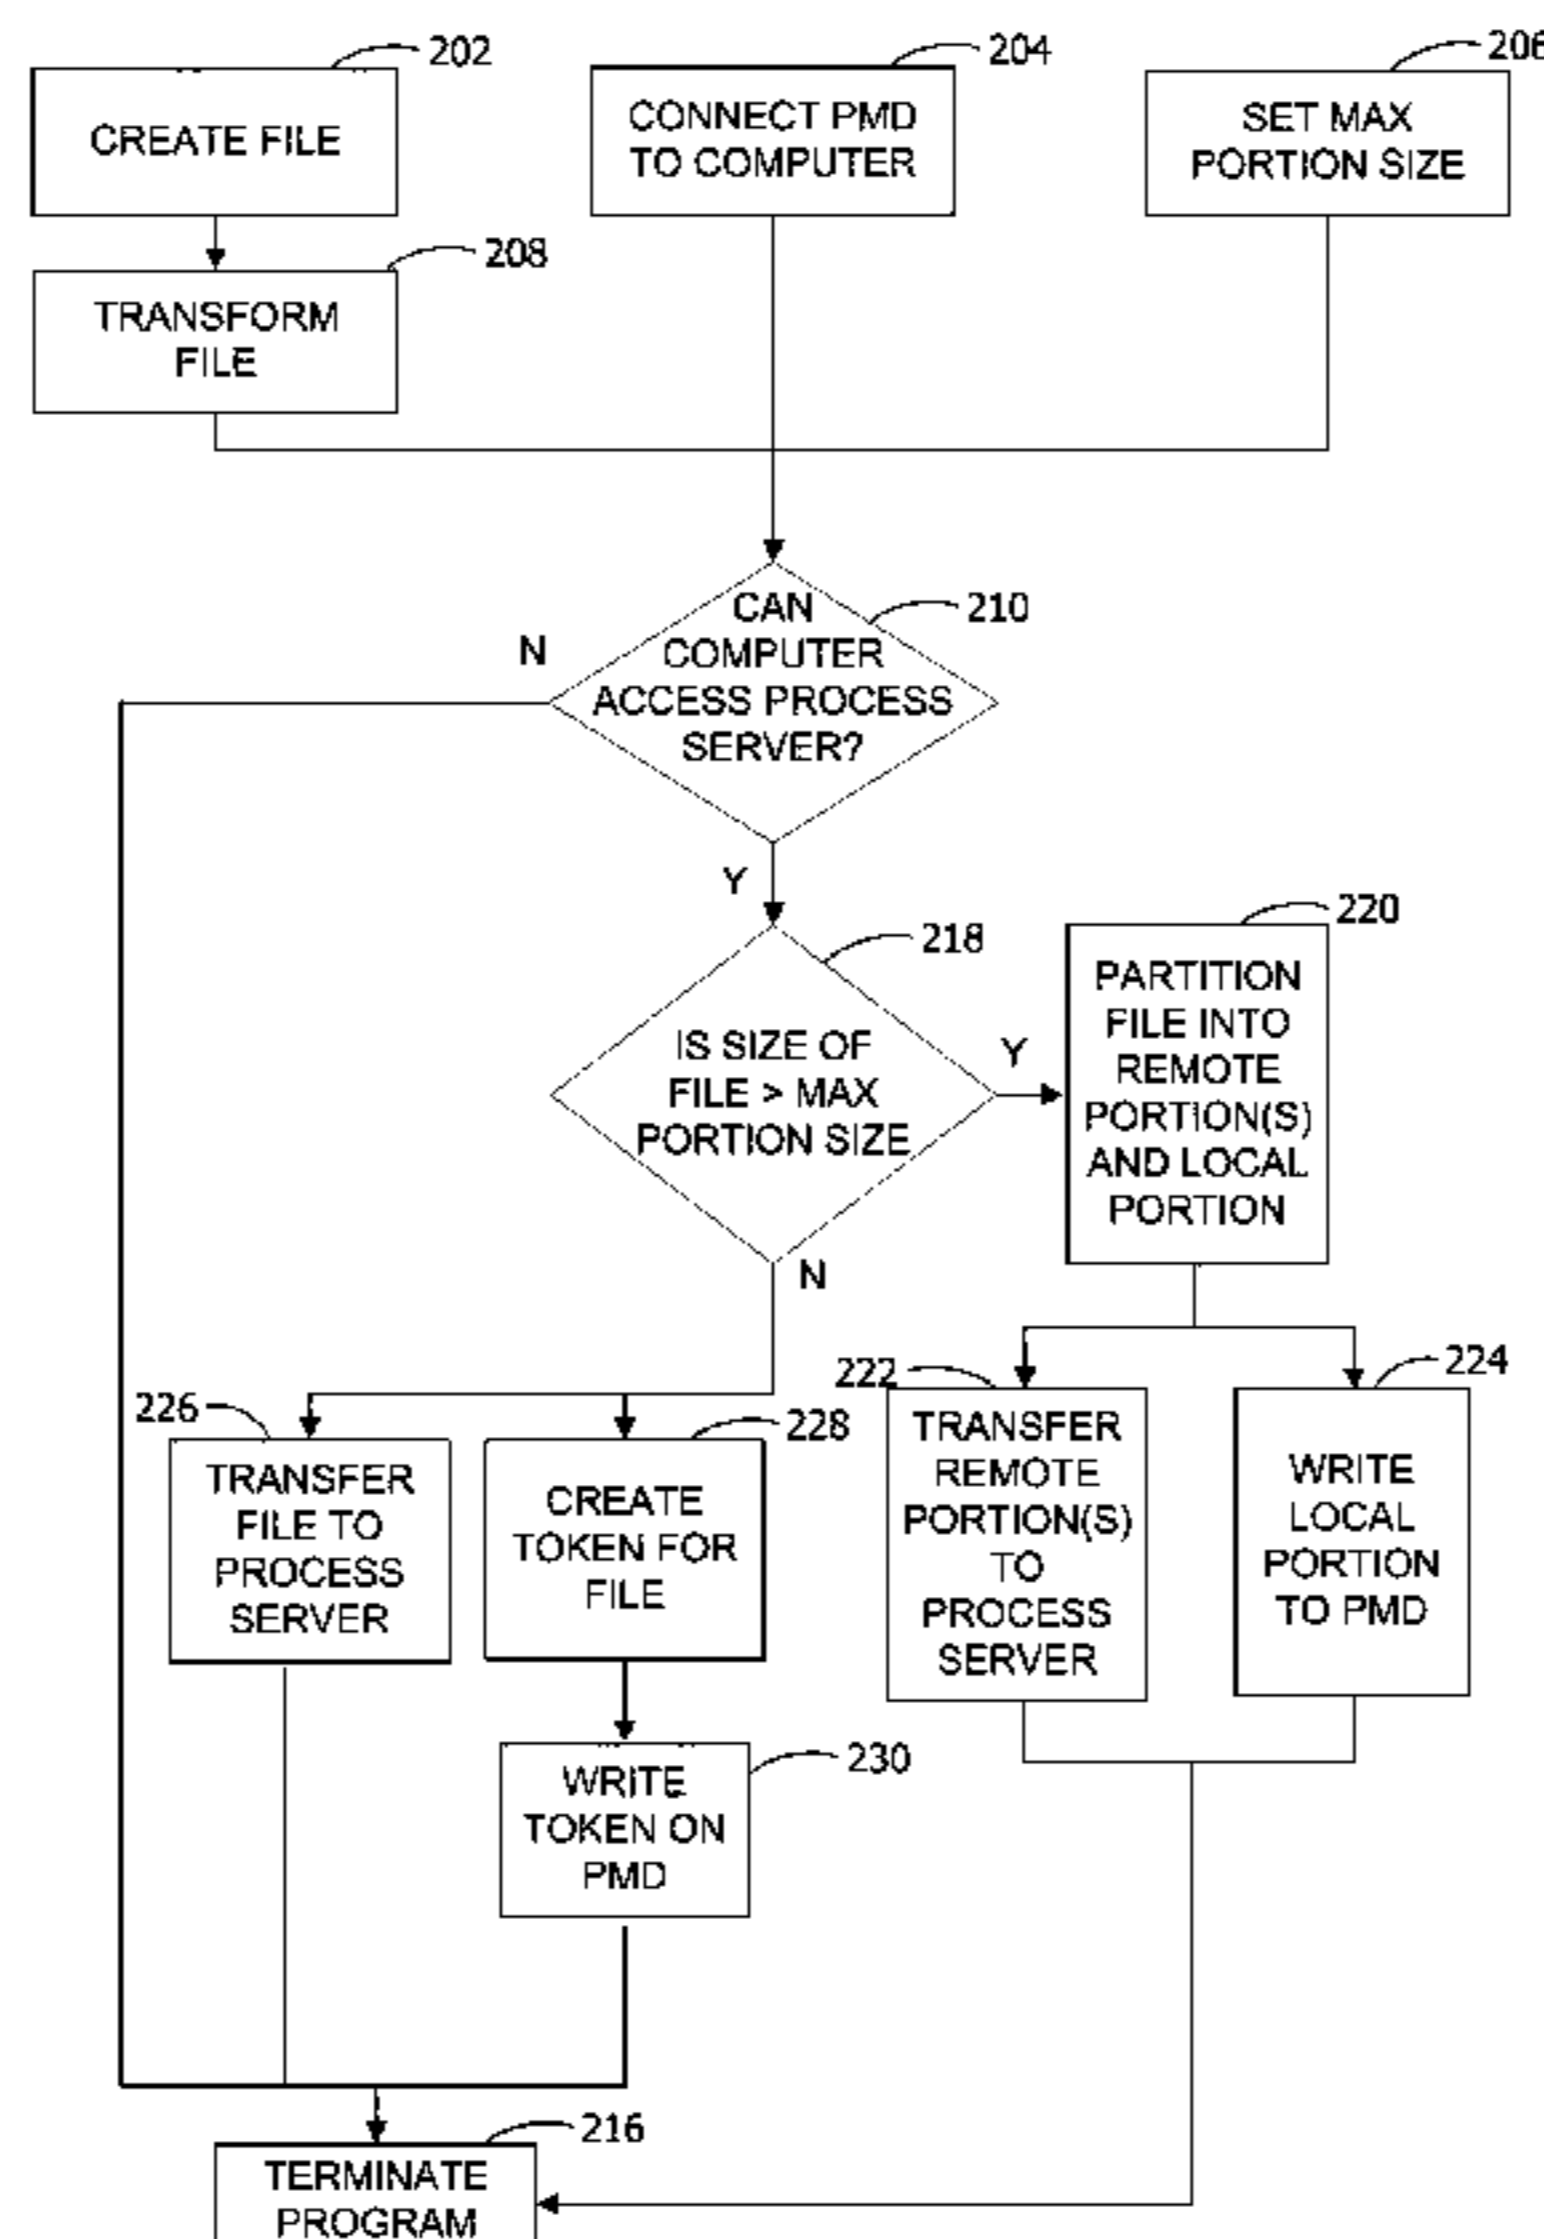 202
CREATE FILE
204
CONNECT PMD
TO COMPUTER
206
SET MAX
PORTION SIZE
208
TRANSFORM
FILE
210
CAN
COMPUTER
ACCESS PROCESS
SERVER?
N
Y
218
IS SIZE OF
FILE > MAX
PORTION SIZE
Y
N
220
PARTITION
FILE INTO
REMOTE
PORTION(S)
AND LOCAL
PORTION
222
TRANSFER
REMOTE
PORTION(S)
TO
PROCESS
SERVER
224
WRITE
LOCAL
PORTION
TO PMD
226
TRANSFER
FILE TO
PROCESS
SERVER
228
CREATE
TOKEN FOR
FILE
230
WRITE
TOKEN ON
PMD
216
TERMINATE
PROGRAM